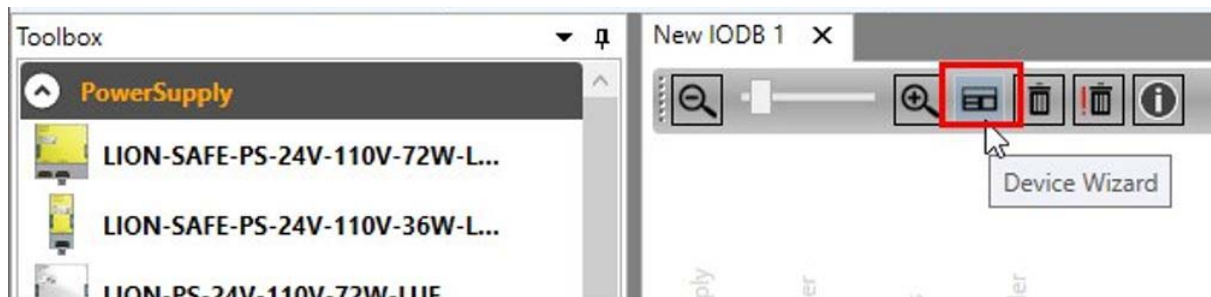 Toolbox
PowerSupply
LION-SAFE-PS-24V-110V-72W-L...
LION-SAFE-PS-24V-110V-36W-L...
LION-PS-24V-110V-72W-LUF
New IODB 1
Device Wizard